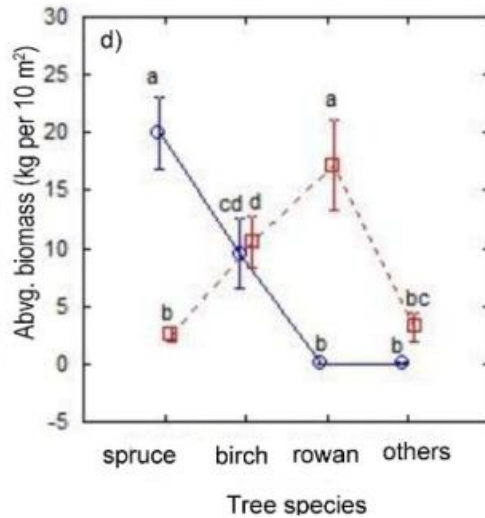 d)
Abvg. biomass (kg per 10 m²)
30
25
20
15
10
5
0
-5
a
b
cd d
a
b
bc
b
spruce birch rowan others
Tree species